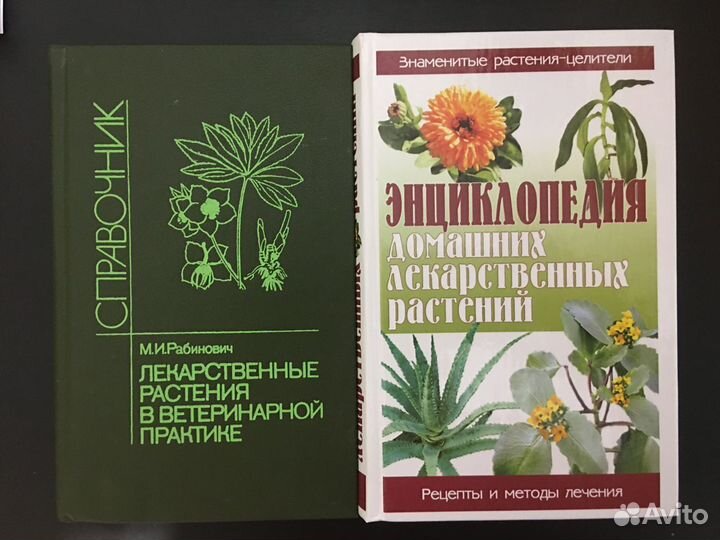 СПРАВОЧНИК
М.И.Рабинович
ЛЕКАРСТВЕННЫЕ
РАСТЕНИЯ
В ВЕТЕРИНАРНОЙ
ПРАКТИКЕ
Знаменитые растения-целители
ЭНЦИКЛОПЕДИЯ
ДОМАШНИХ
ЛЕКАРСТВЕННЫХ
РАСТЕНИЙ
Рецепты и методы лечения
Avito